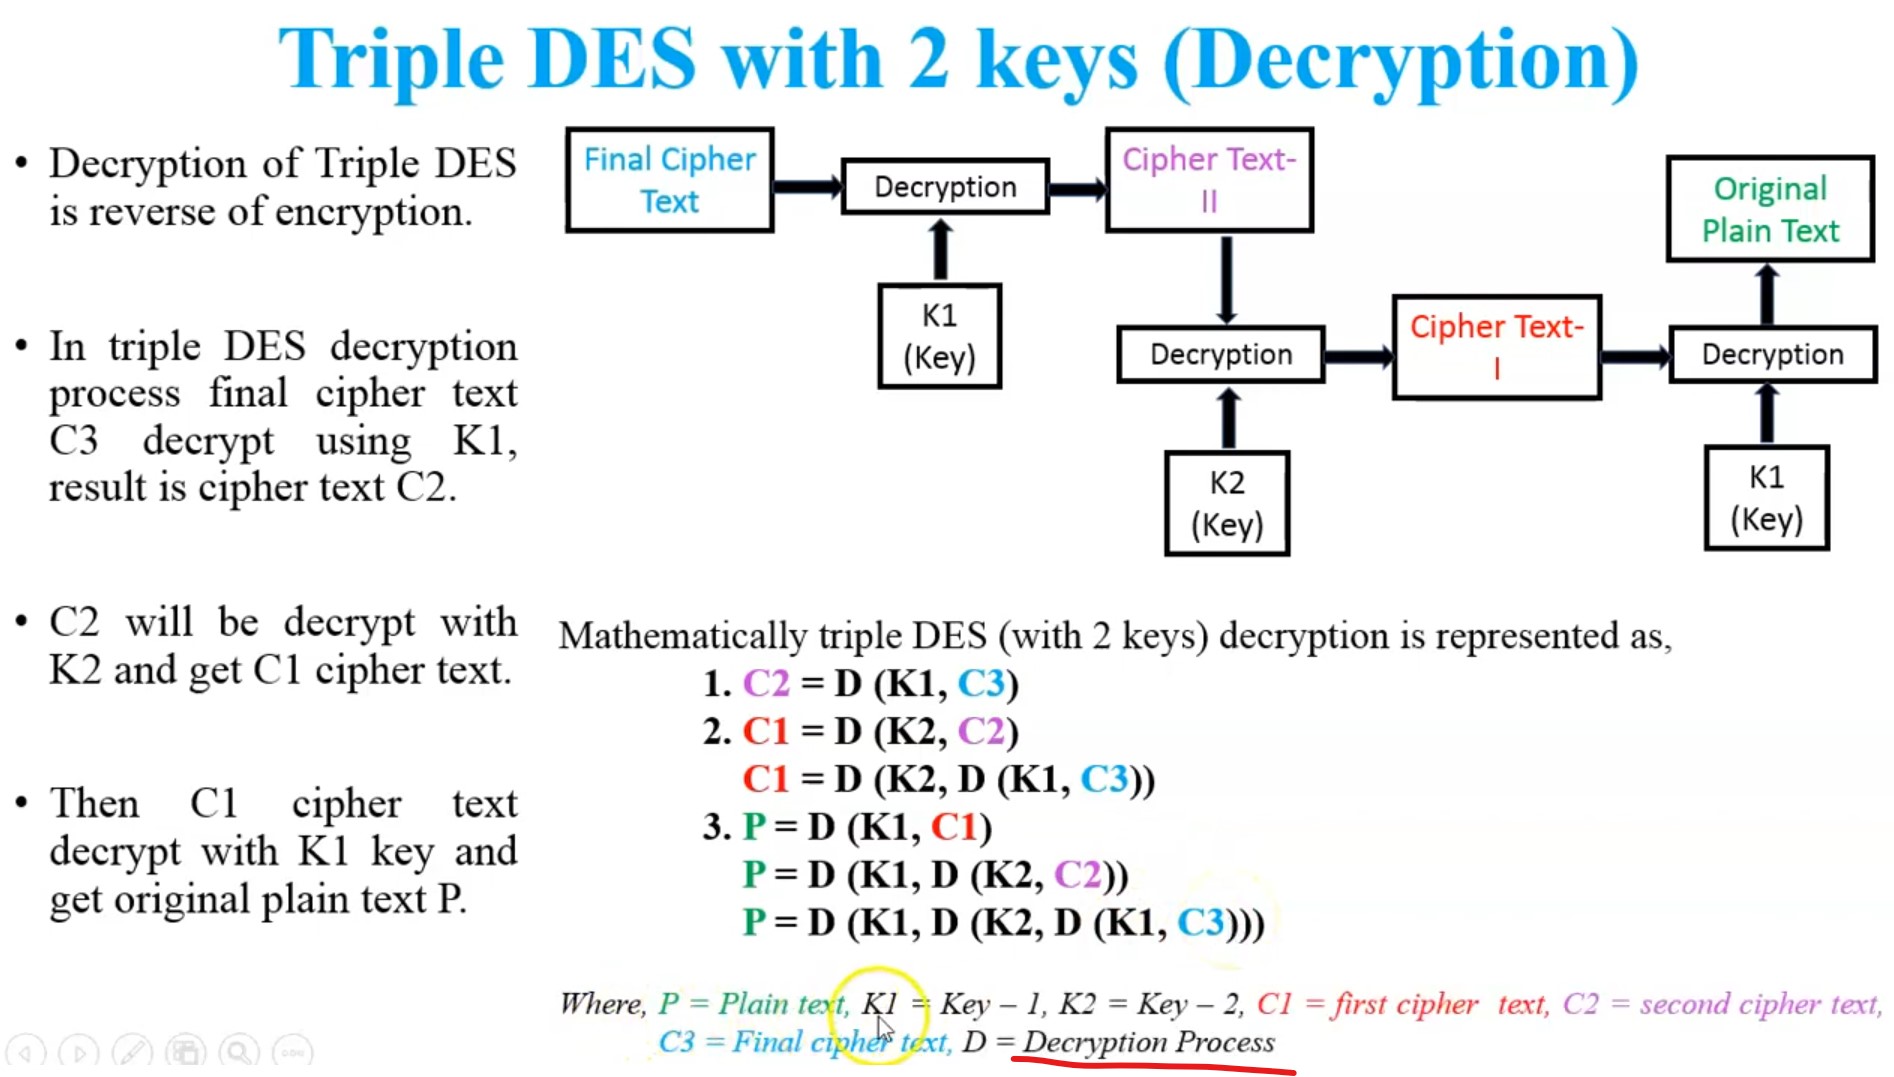 Triple DES with 2 keys (Decryption)
• Decryption of Triple DES
is reverse of encryption.
• In triple DES decryption
process final cipher text
C3 decrypt using K1,
result is cipher text C2.
• C2 will be decrypt with
K2 and get C1 cipher text.
• Then C1 cipher text
decrypt with K1 key and
get original plain text P.
Final Cipher
Text
Decryption
Cipher Text-
II
K1
(Key)
Decryption
K2
(Key)
Cipher Text-
I
Decryption
K1
(Key)
Original
Plain Text
Mathematically triple DES (with 2 keys) decryption is represented as,
1. C2 = D (K1, C3)
2. C1 = D (K2, C2)
C1 = D (K2, D (K1, C3))
3. P = D (K1, C1)
P = D (K1, D (K2, C2))
P = D (K1, D (K2, D (K1, C3)))
Where, P = Plain text, K1 = Key – 1, K2 = Key – 2, C1 = first cipher text, C2 = second cipher text,
C3 = Final cipher text, D = Decryption Process